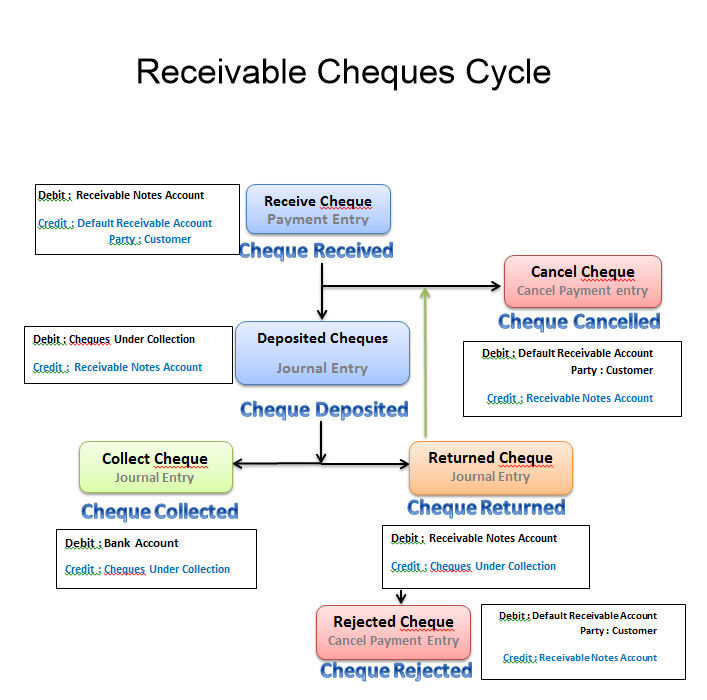 Receivable Cheques Cycle
Debit : Receivable Notes Account
Credit : Default Receivable Account
Party : Customer
Receive Cheque
Payment Entry
Cheque Received
Cancel Cheque
Cancel Payment entry
Cheque Cancelled
Debit : Default Receivable Account
Party : Customer
Credit : Receivable Notes Account
Debit : Cheques Under Collection
Credit : Receivable Notes Account
Deposited Cheques
Journal Entry
Cheque Deposited
Collect Cheque
Journal Entry
Cheque Collected
Debit : Bank Account
Credit : Cheques Under Collection
Returned Cheque
Journal Entry
Cheque Returned
Debit : Receivable Notes Account
Credit : Cheques Under Collection
Rejected Cheque
Cancel Payment Entry
Cheque Rejected
Debit : Default Receivable Account
Party : Customer
Credit : Receivable Notes Account